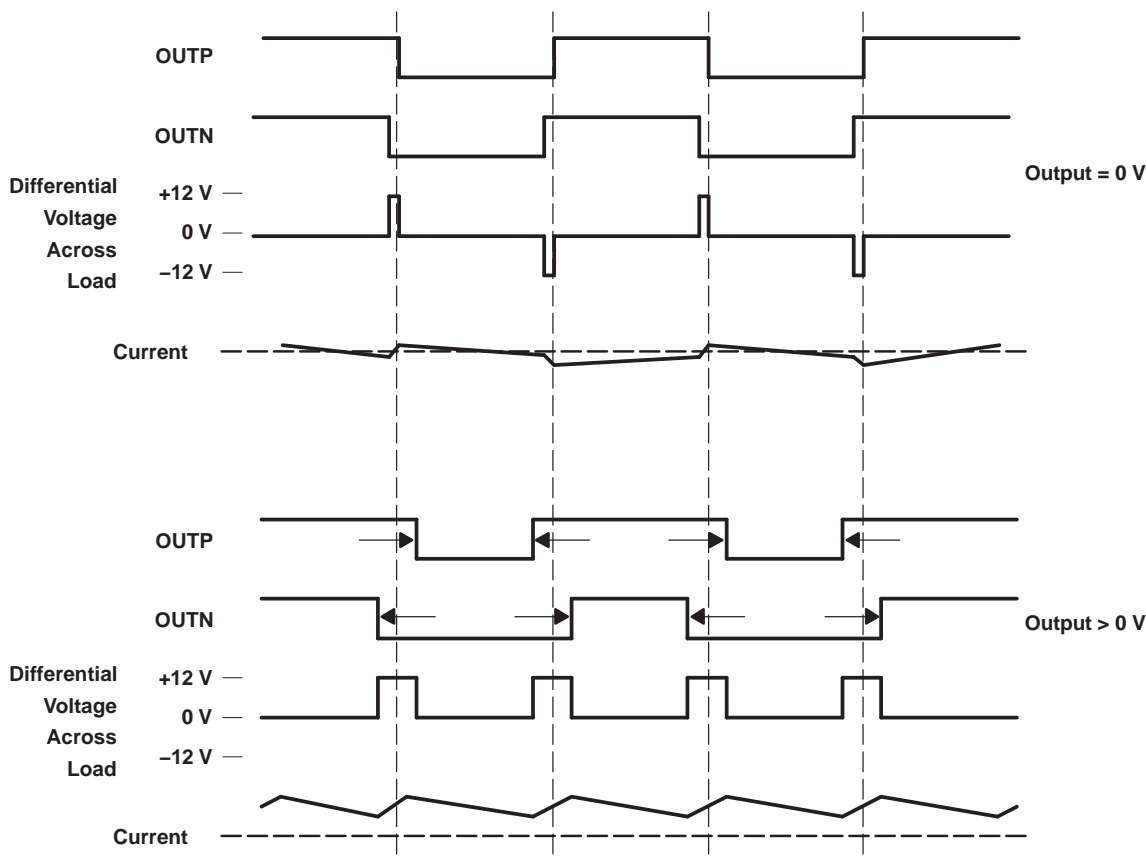 OUTP
OUTN
Output = 0 V
Differential
Voltage
Across
Load
+12 V
0 V
–12 V
Current
OUTP
OUTN
Output > 0 V
Differential
Voltage
Across
Load
+12 V
0 V
–12 V
Current